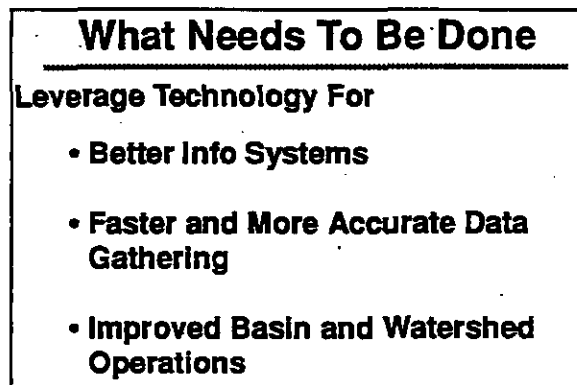 What Needs To Be Done
Leverage Technology For
• Better Info Systems
• Faster and More Accurate Data
Gathering
• Improved Basin and Watershed
Operations